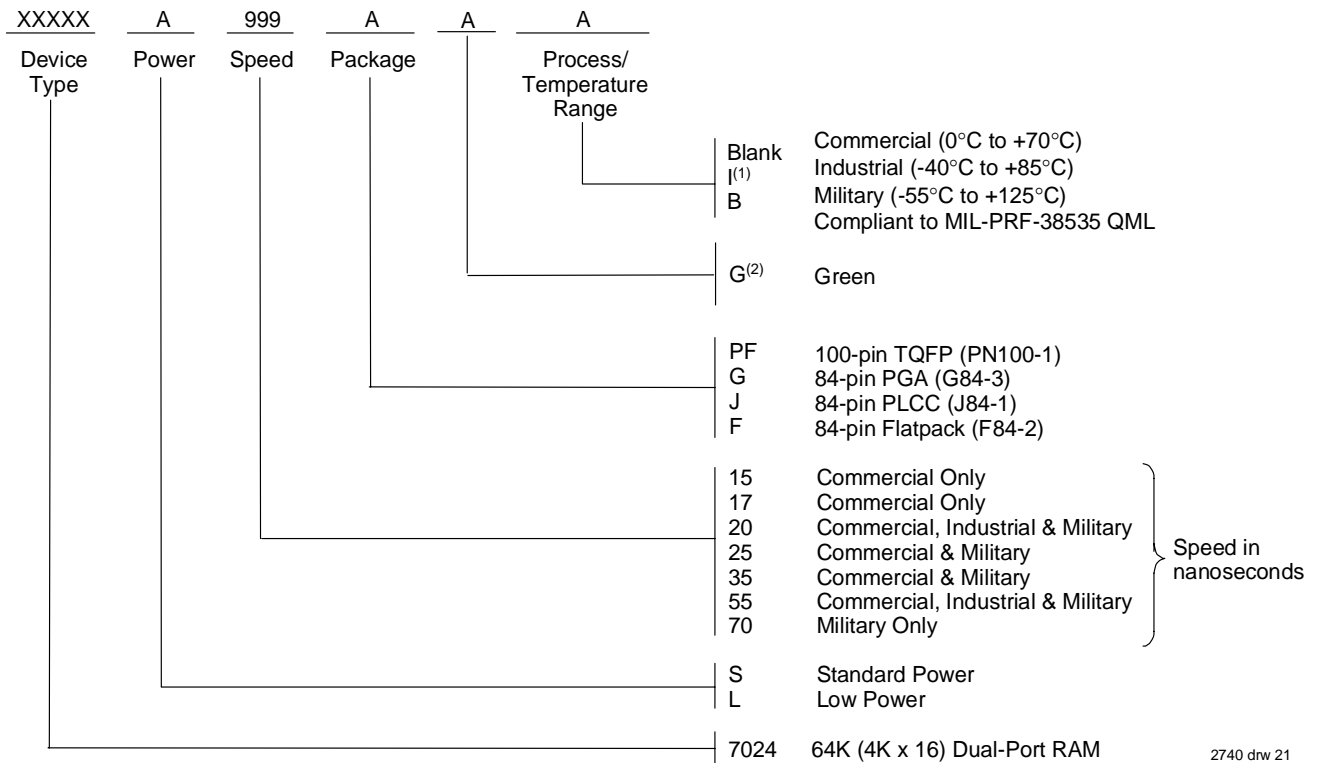 XXXXX A 999 A A A
Device Type Power Speed Package Process/ Temperature Range
Blank Commercial (0°C to +70°C)
I(1) Industrial (-40°C to +85°C)
B Military (-55°C to +125°C)
Compliant to MIL-PRF-38535 QML
G(2) Green
PF 100-pin TQFP (PN100-1)
G 84-pin PGA (G84-3)
J 84-pin PLCC (J84-1)
F 84-pin Flatpack (F84-2)
15 Commercial Only
17 Commercial Only
20 Commercial, Industrial & Military
25 Commercial & Military
35 Commercial & Military
55 Commercial, Industrial & Military
70 Military Only
Speed in
nanoseconds
S Standard Power
L Low Power
7024 64K (4K x 16) Dual-Port RAM
2740 drw 21